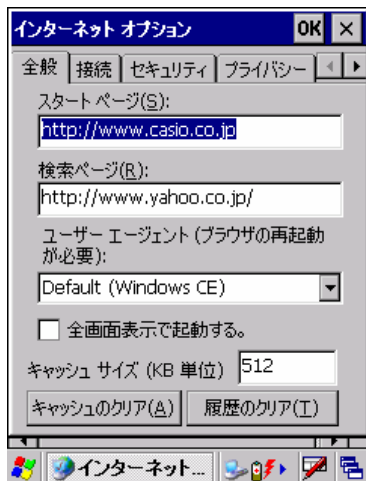 インターネット オプション OK ×
全般 接続 セキュリティ プライバシー
スタート ページ(S):
http://www.casio.co.jp
検索ページ(R):
http://www.yahoo.co.jp/
ユーザー エージェント (ブラウザの再起動
が必要):
Default (Windows CE)
全画面表示で起動する。
キャッシュ サイズ (KB 単位) 512
キャッシュのクリア(A) 履歴のクリア(T)
インターネット...